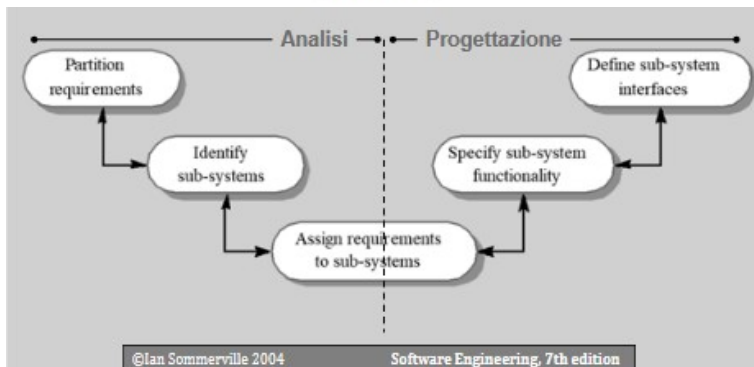 Analisi
Progettazione
Partition
requirements
Define sub-system
interfaces
Identify
sub-systems
Specify sub-system
functionality
Assign requirements
to sub-systems
©Ian Sommerville 2004 Software Engineering, 7th edition